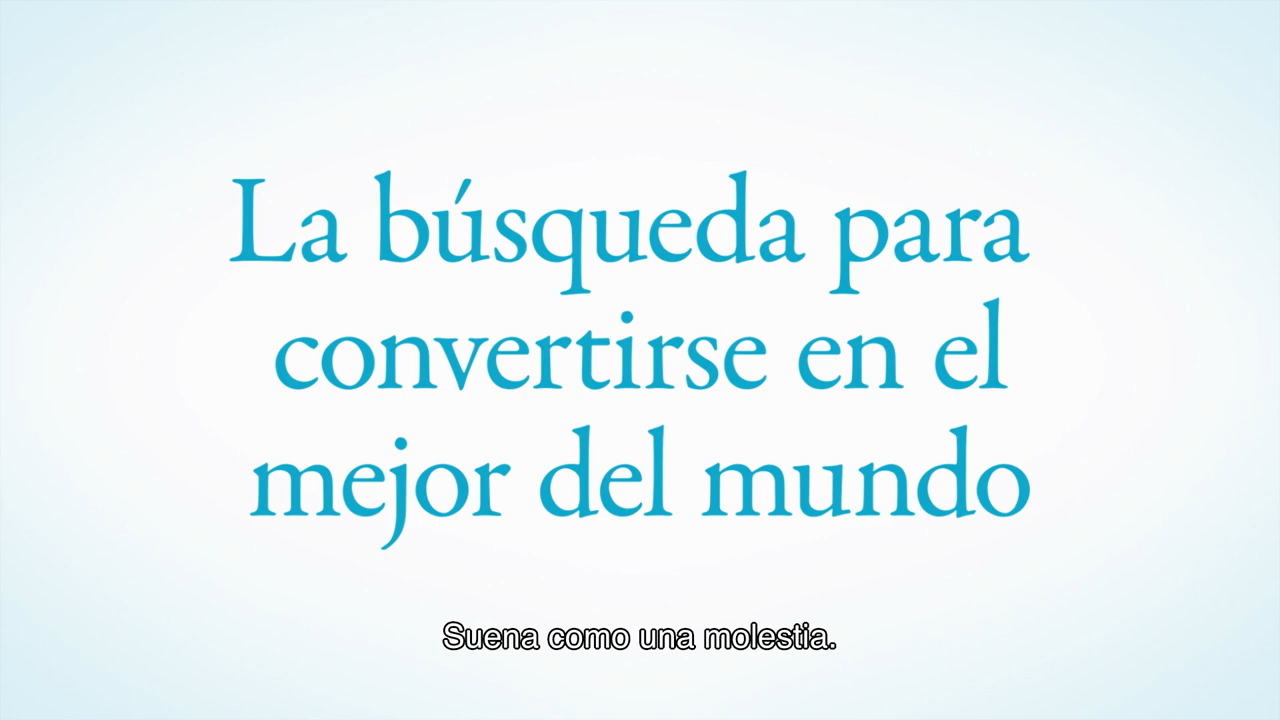 La búsqueda para
convertirse en el
mejor del mundo
Suena como una molestia.